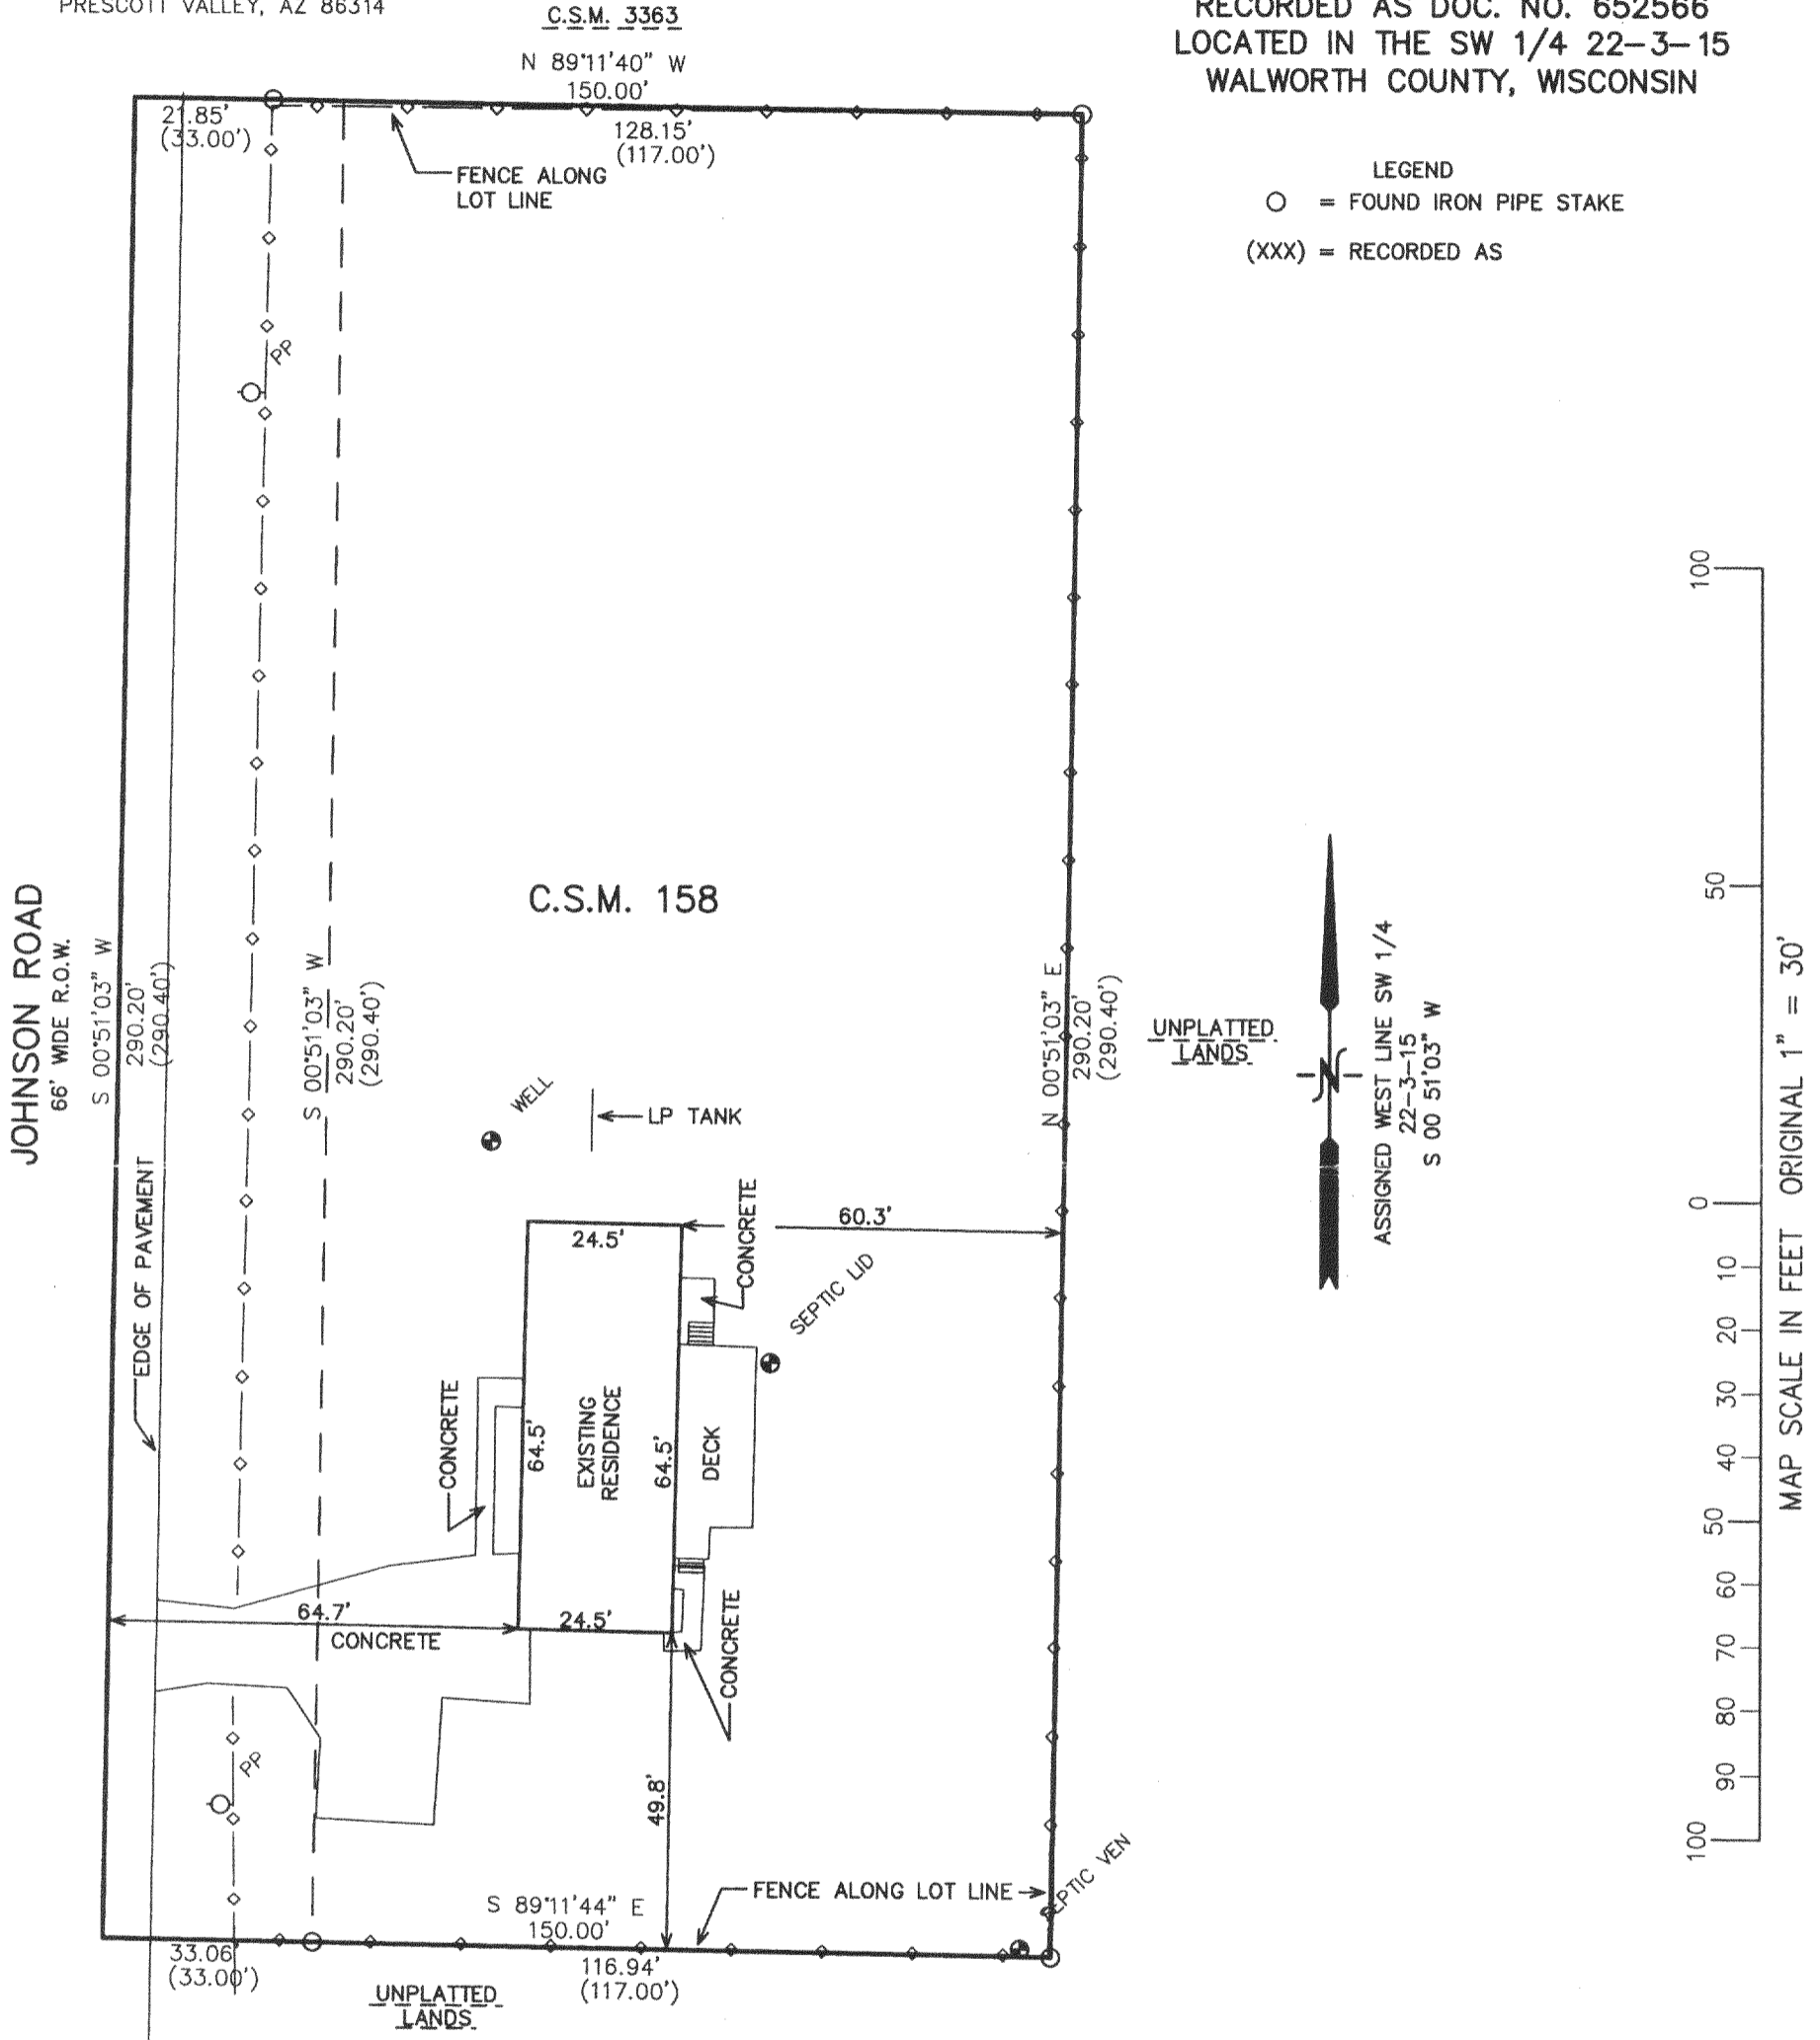 PRESCOTT VALLEY, AZ 86314
C.S.M. 3363
N 89°11'40" W
150.00'
RECORDED AS DOC. NO. 652566
LOCATED IN THE SW 1/4 22-3-15
WALWORTH COUNTY, WISCONSIN
21.85'
(33.00')
128.15'
(117.00')
FENCE ALONG
LOT LINE
LEGEND
= FOUND IRON PIPE STAKE
(XXX) = RECORDED AS
PP
C.S.M. 158
JOHNSON ROAD
66' WIDE R.O.W.
S 00°51'03" W
290.20'
(290.40')
S 00°51'03" W
290.20'
(290.40')
N 00°51'03" E
290.20'
(290.40')
UNPLATTED
LANDS
N
ASSIGNED WEST LINE SW 1/4
22-3-15
S 00 51'03" W
WELL
LP TANK
EDGE OF PAVEMENT
24.5'
CONCRETE
60.3'
SEPTIC LID
CONCRETE
64.5'
EXISTING
RESIDENCE
64.5'
DECK
64.7'
CONCRETE
24.5'
CONCRETE
PP
49.8'
SEPTIC VEN
FENCE ALONG LOT LINE
S 89°11'44" E
150.00'
33.06'
(33.00')
116.94'
(117.00')
UNPLATTED
LANDS
100
50
0
10
20
30
40
50
60
70
80
90
100
MAP SCALE IN FEET ORIGINAL 1" = 30'